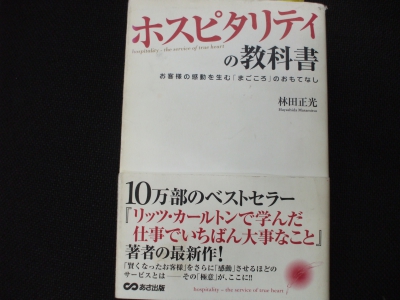 ホスピタリティ
hospitality - the service of true heart
の教科書
お客様の感動を生む「まごころ」のおもてなし
林田正光
Hayashida Masamitsu
10万部のベストセラー
『リッツ・カールトンで学んだ
仕事でいちばん大事なこと』
著者の最新作!
「賢くなったお客様」をさらに「感動」させるほどの
サービスとは――その「極意」が、ここに!!
あさ出版
hospitality - the service of true heart